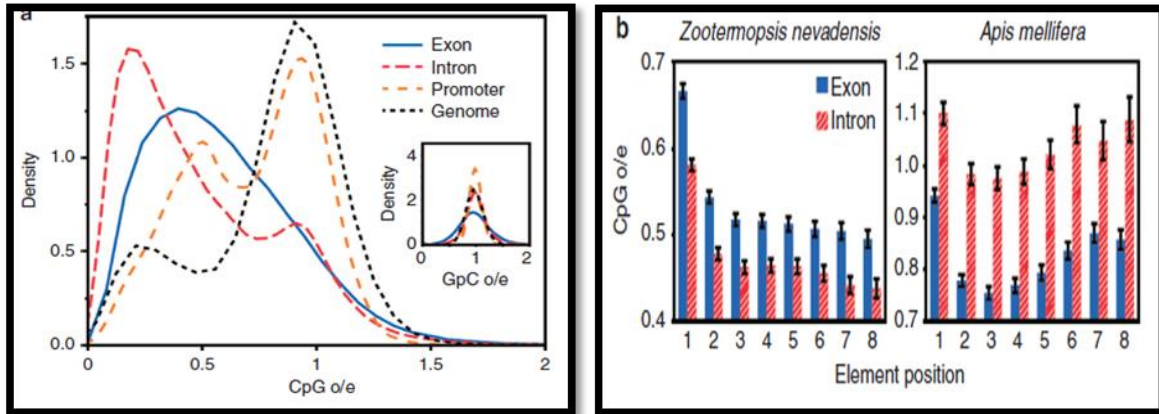 a
1.5
1.0
0.5
0.0
Density
0
0.5
1
1.5
2
CpG o/e
Exon
Intron
Promoter
Genome
4
2
0
Density
0
1
2
GpC o/e
b
Zootermopsis nevadensis
Apis mellifera
0.7
0.6
0.5
0.4
CpG o/e
Exon
Intron
1.2
1.1
1.0
0.9
0.8
0.7
1 2 3 4 5 6 7 8
1 2 3 4 5 6 7 8
Element position